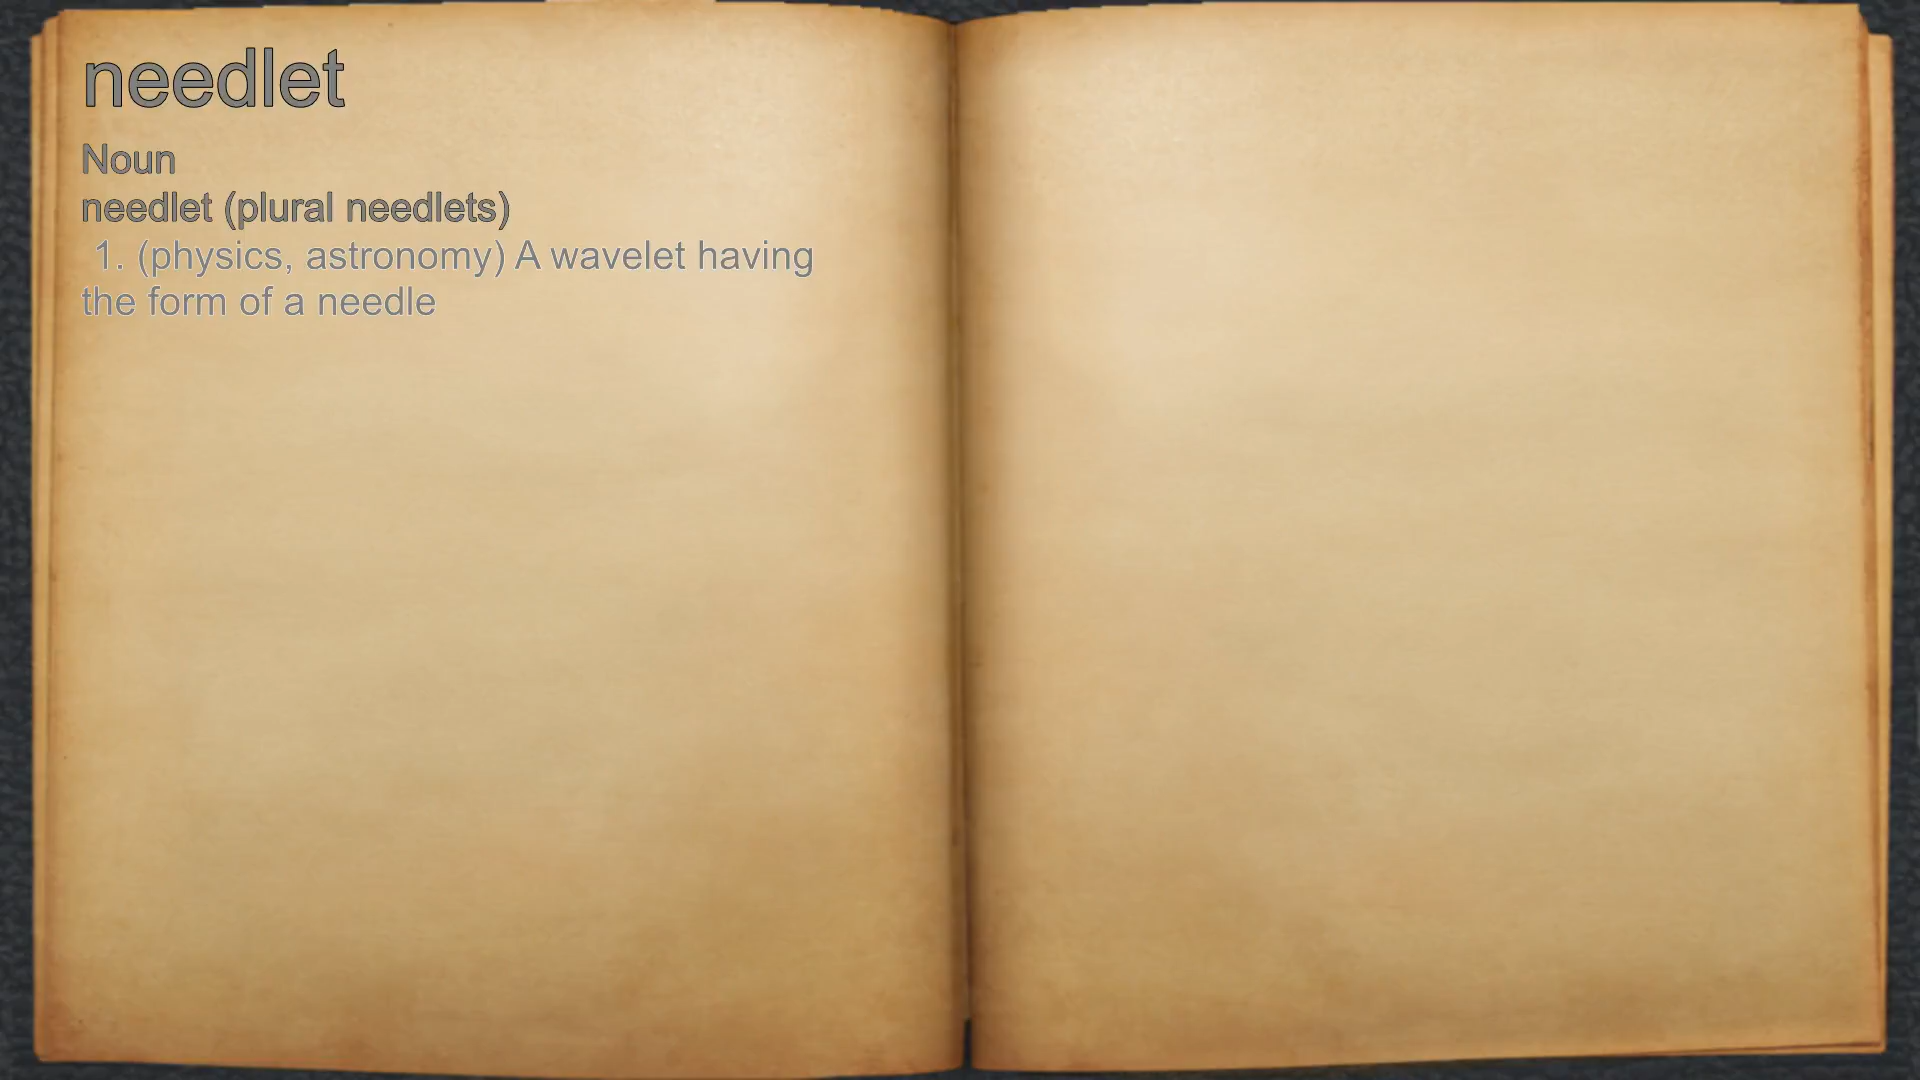 needlet
Noun
needlet (plural needlets)
1. (physics, astronomy) A wavelet having
the form of a needle